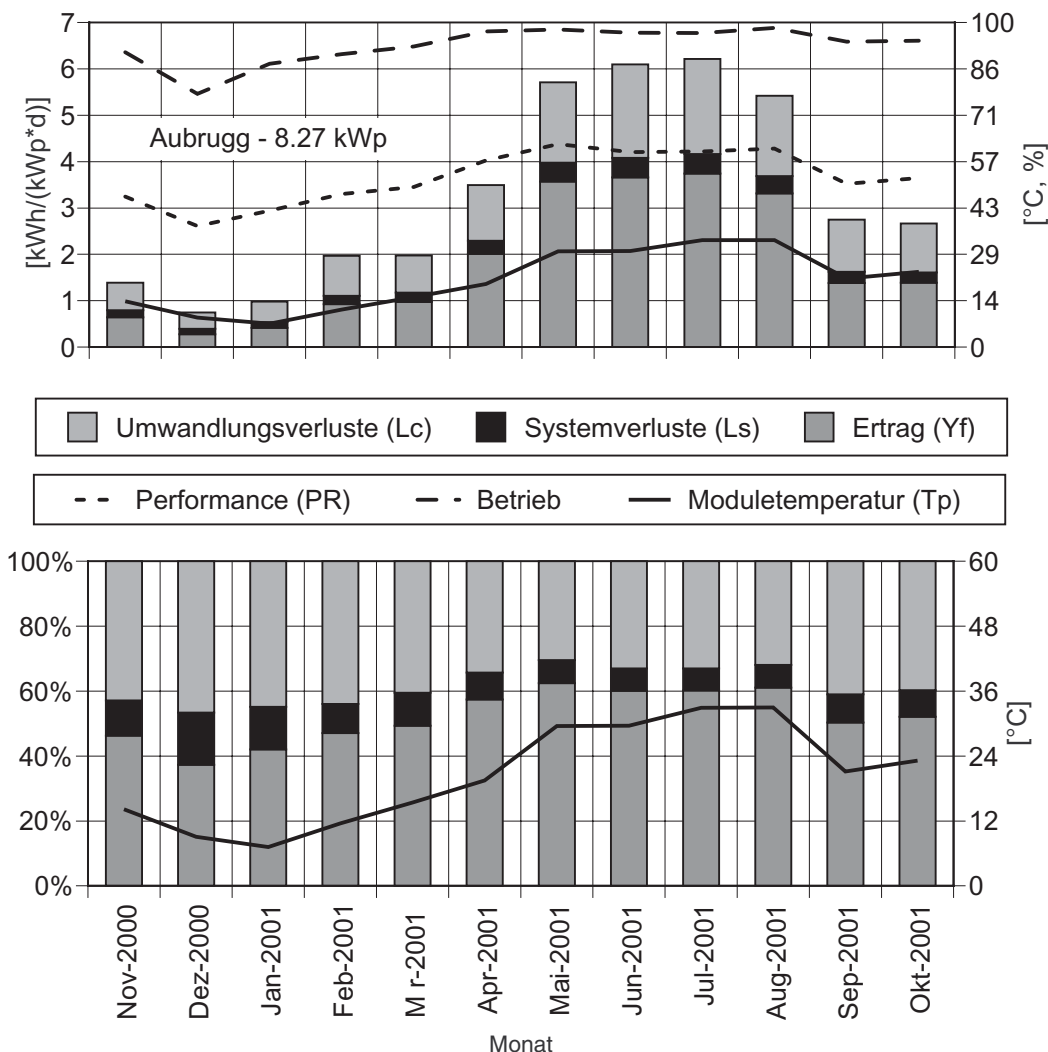 7
6
5
4
3
2
1
0
[kWh/(kWp*d)]
Aubrugg - 8.27 kWp
100
86
71
57
43
29
14
0
[°C, %]
Umwandlungsverluste (Lc) Systemverluste (Ls) Ertrag (Yf)
Performance (PR) Betrieb Moduletemperatur (Tp)
100%
80%
60%
40%
20%
0%
60
48
36
24
12
0
[°C]
Nov-2000
Dez-2000
Jan-2001
Feb-2001
M r-2001
Apr-2001
Mai-2001
Jun-2001
Jul-2001
Aug-2001
Sep-2001
Okt-2001
Monat